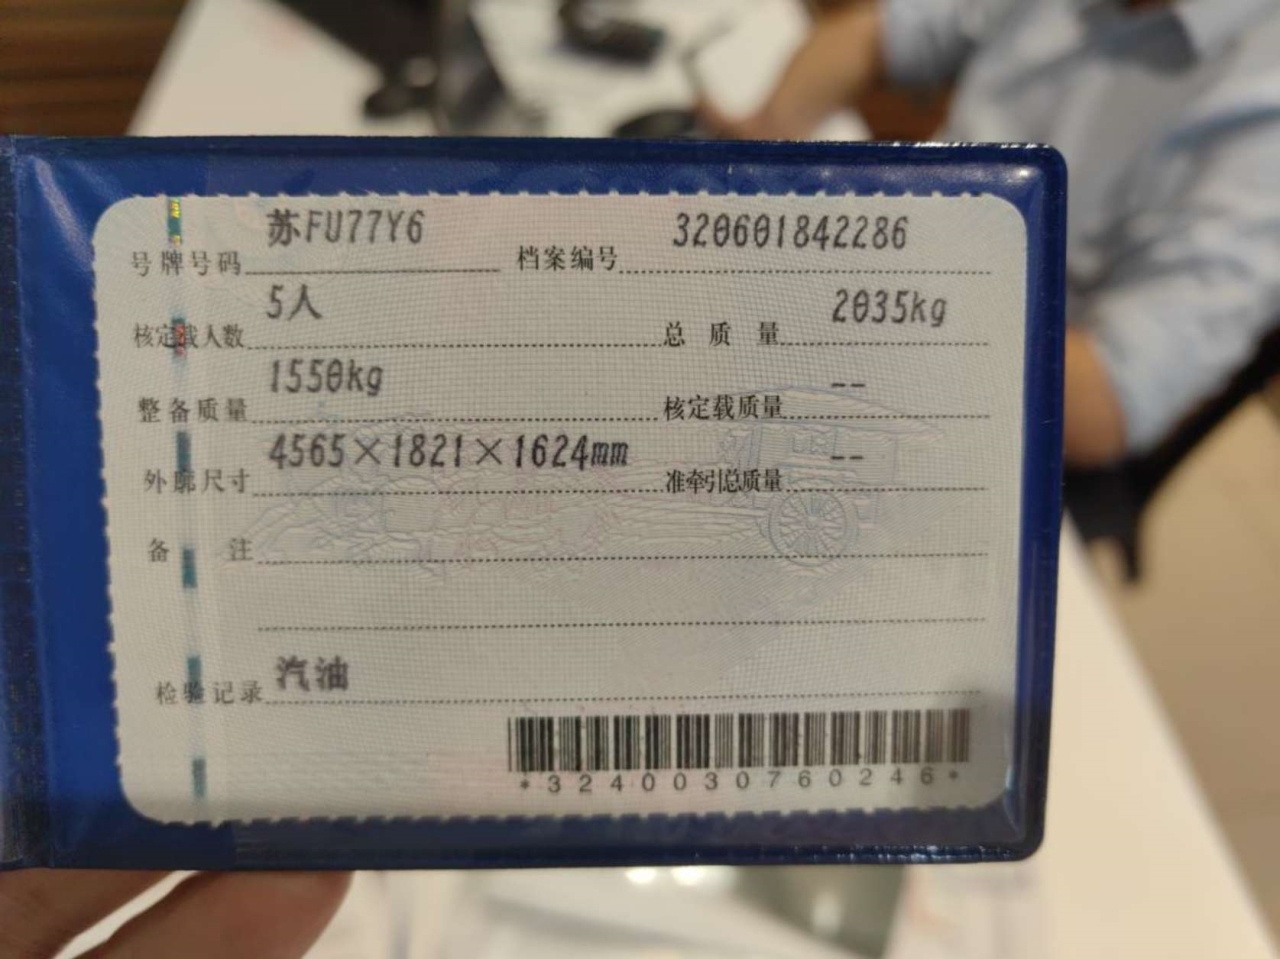 号牌号码 苏FU77Y6 档案编号 320601842286
核定载人数 5人 总质量 2035kg
整备质量 1550kg 核定载质量 --
外廓尺寸 4565×1821×1624mm 准牵引总质量 --
备注
检验记录 汽油
*3240030760246*